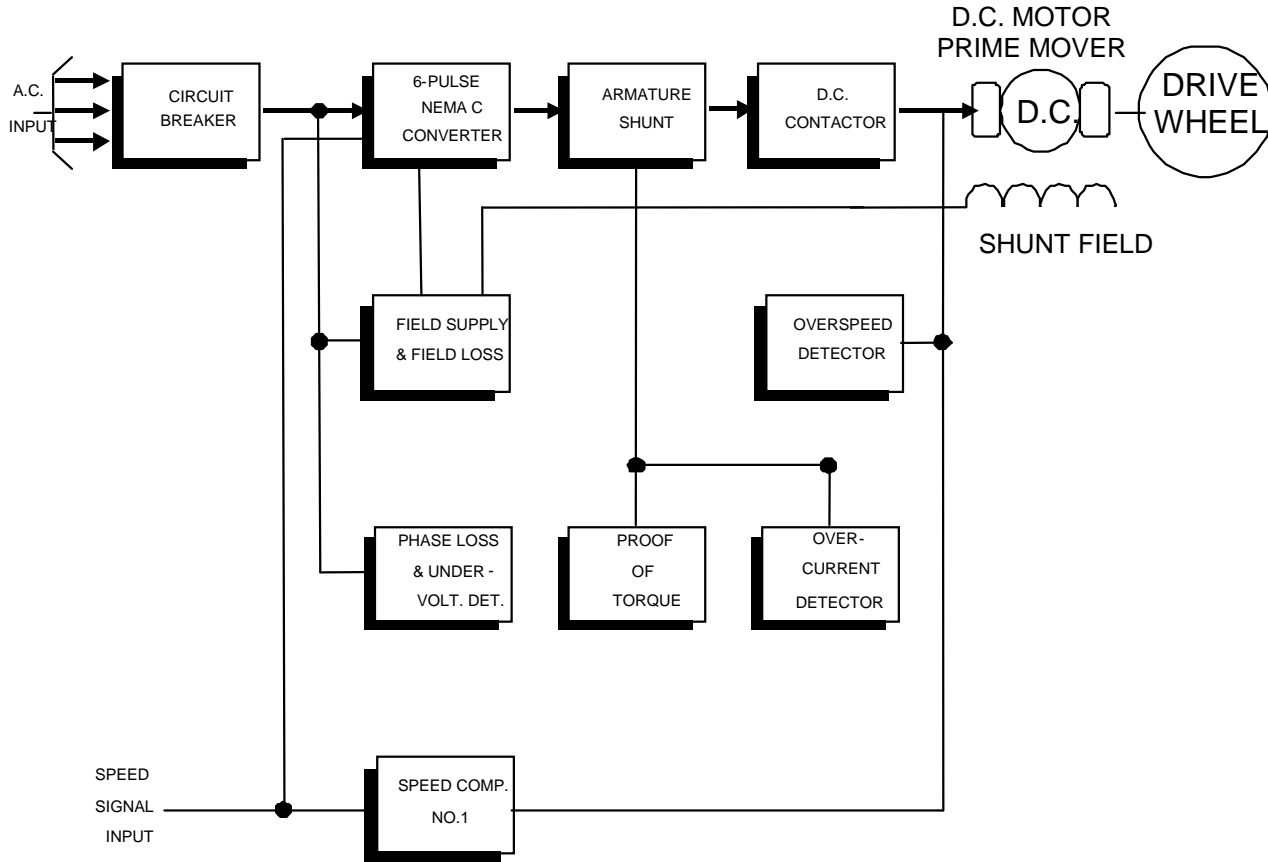 D.C. MOTOR
PRIME MOVER
A.C.
INPUT
CIRCUIT
BREAKER
6-PULSE
NEMA C
CONVERTER
ARMATURE
SHUNT
D.C.
CONTACTOR
D.C.
DRIVE
WHEEL
SHUNT FIELD
FIELD SUPPLY
& FIELD LOSS
OVERSPEED
DETECTOR
PHASE LOSS
& UNDER -
VOLT. DET.
PROOF
OF
TORQUE
OVER-
CURRENT
DETECTOR
SPEED
SIGNAL
INPUT
SPEED COMP.
NO.1